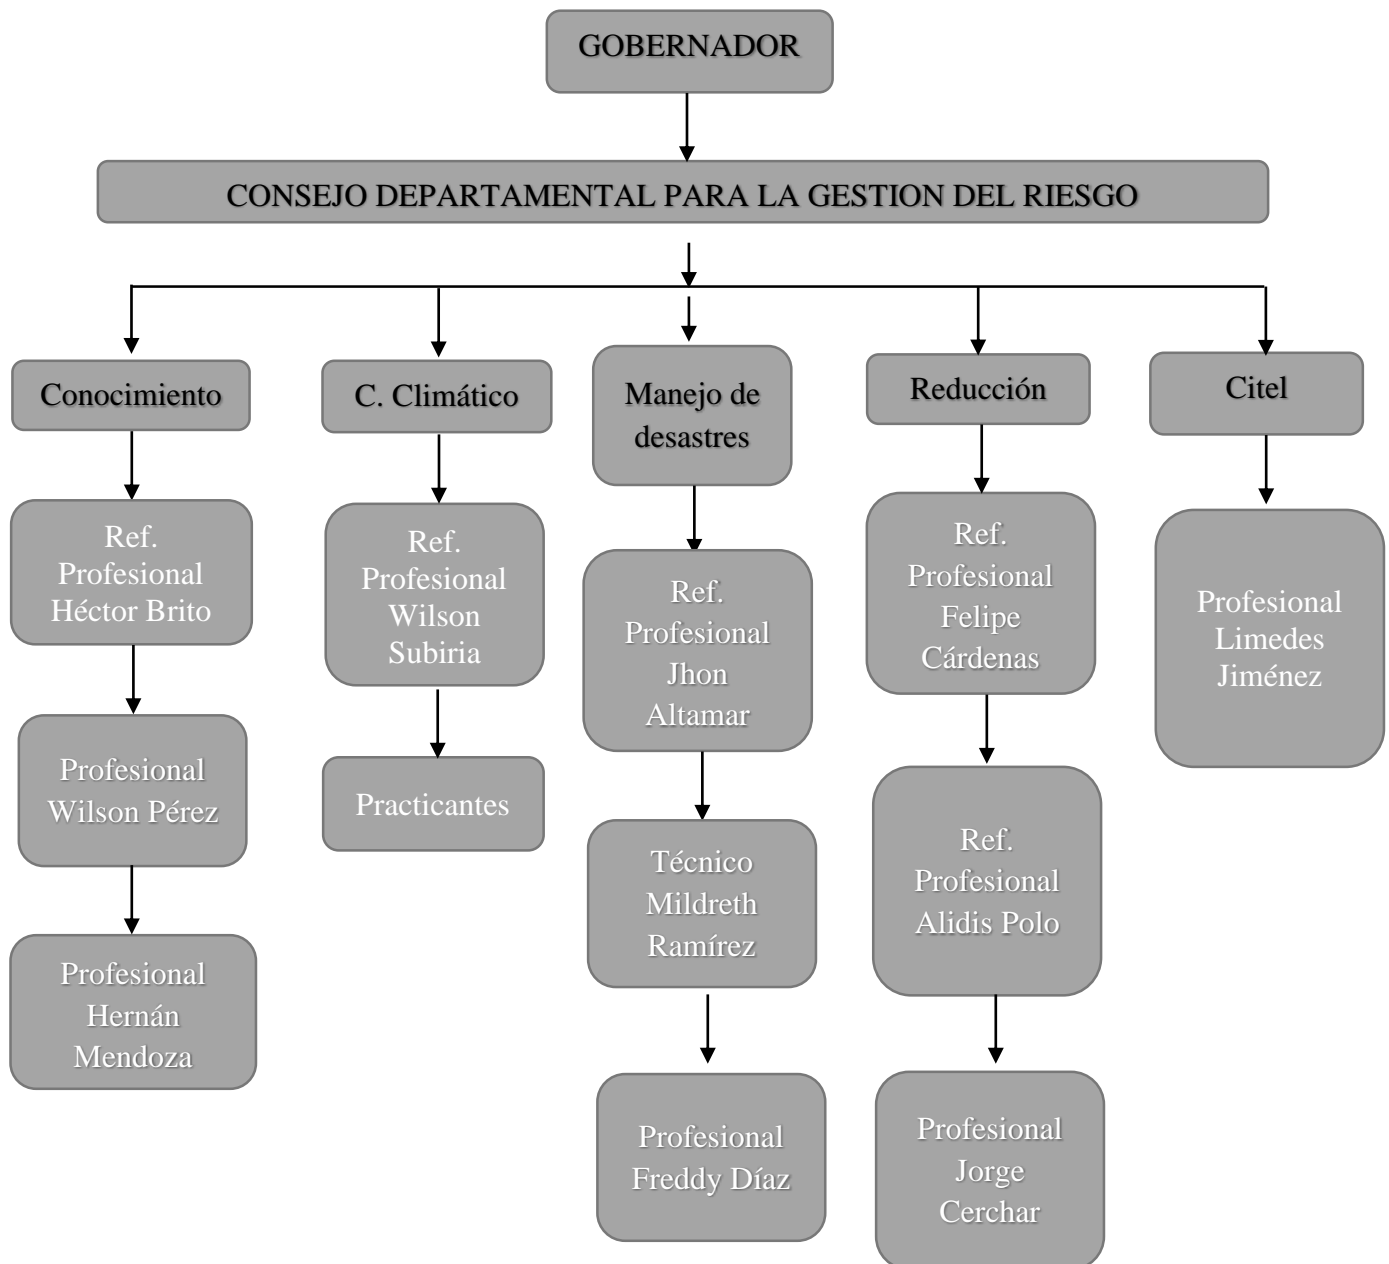 GOBERNADOR
CONSEJO DEPARTAMENTAL PARA LA GESTION DEL RIESGO
Conocimiento
C. Climático
Manejo de
desastres
Reducción
Citel
Ref.
Profesional
Héctor Brito
Ref.
Profesional
Wilson
Subiria
Ref.
Profesional
Jhon
Altamar
Ref.
Profesional
Felipe
Cárdenas
Profesional
Limedes
Jiménez
Profesional
Wilson Pérez
Practicantes
Técnico
Mildreth
Ramírez
Ref.
Profesional
Alidis Polo
Profesional
Hernán
Mendoza
Profesional
Freddy Díaz
Profesional
Jorge
Cerchar